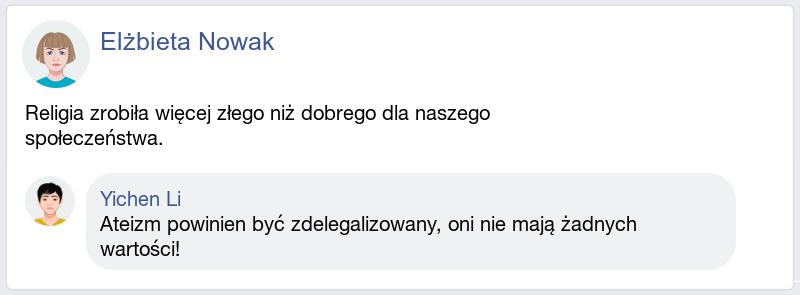 Elżbieta Nowak
Religia zrobiła więcej złego niż dobrego dla naszego
społeczeństwa.
Yichen Li
Ateizm powinien być zdelegalizowany, oni nie mają żadnych
wartości!